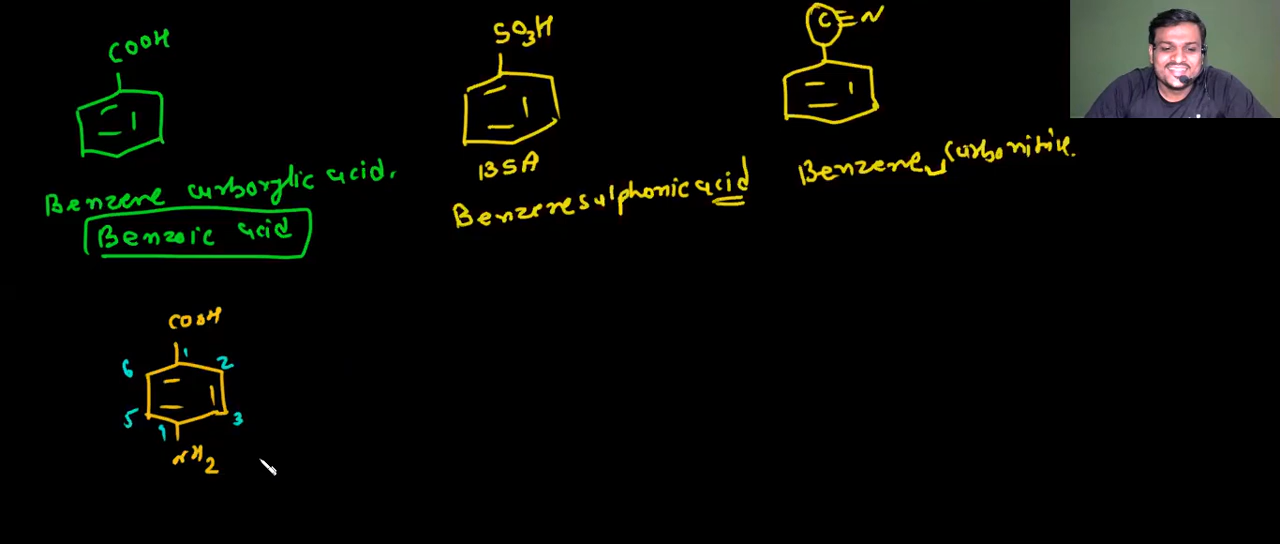 COOH
Benzene carboxylic acid.
Benzoic acid
SO3H
BSA
Benzenesulphonic acid
C≡N
Benzene Carbonitrile.
COOH
1
2
3
4
5
6
NH2